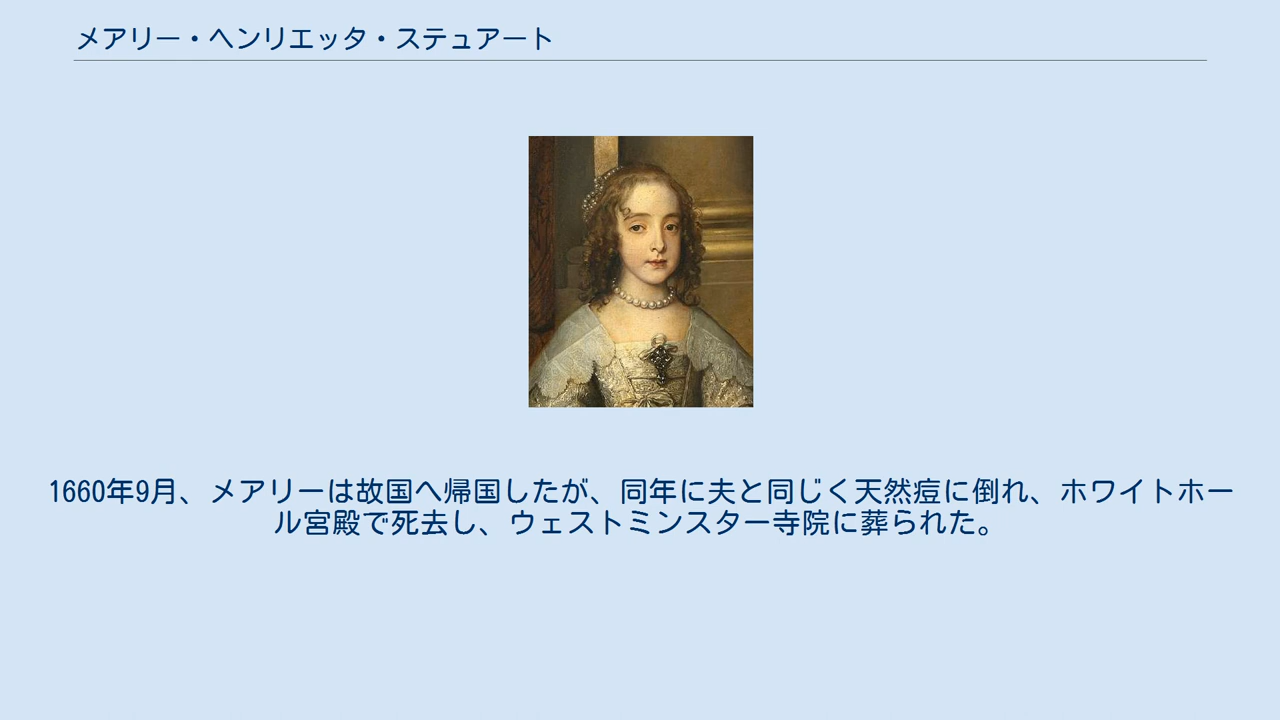 メアリー・ヘンリエッタ・ステュアート
1660年9月、メアリーは故国へ帰国したが、同年に夫と同じく天然痘に倒れ、ホワイトホー
ル宮殿で死去し、ウェストミンスター寺院に葬られた。